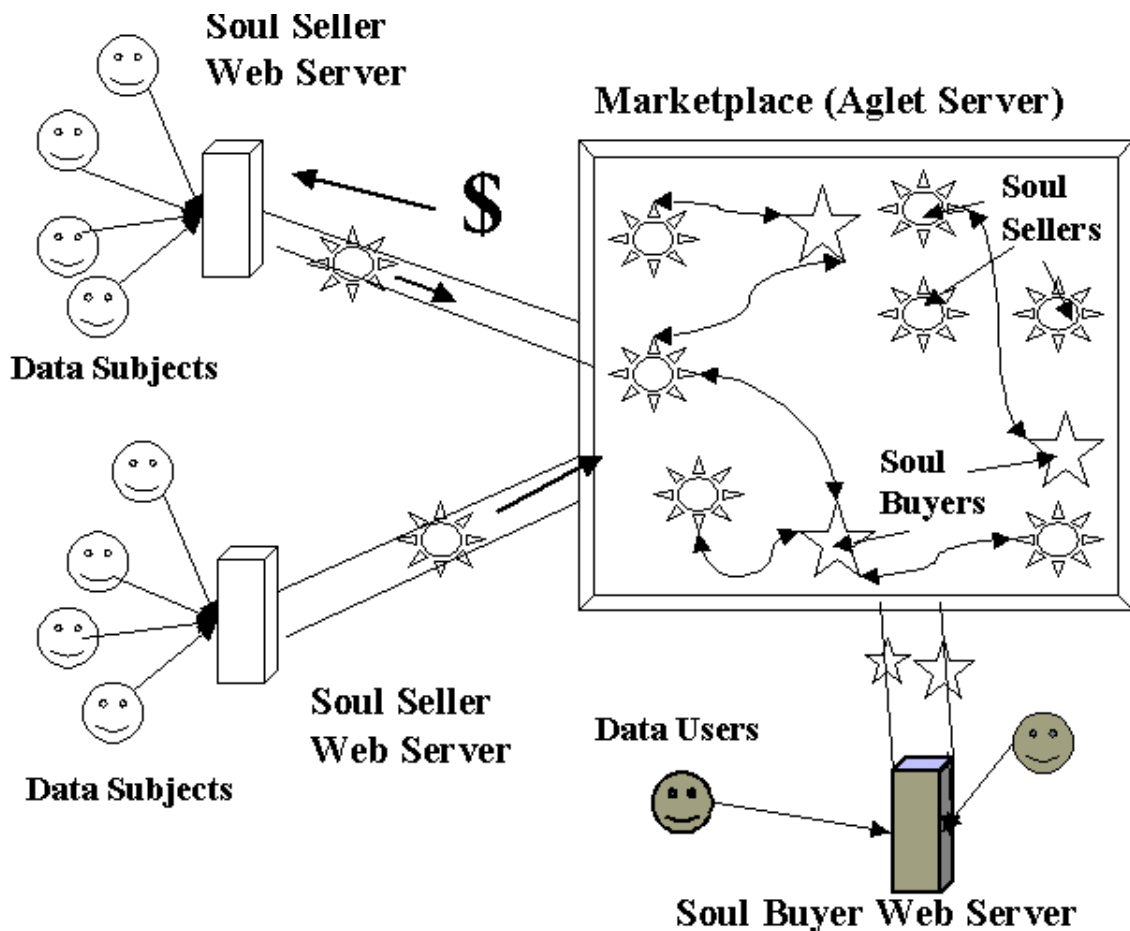 Soul Seller
Web Server
Marketplace (Aglet Server)
$
Soul
Sellers
Data Subjects
Soul
Buyers
Soul Seller
Web Server
Data Users
Data Subjects
Soul Buyer Web Server